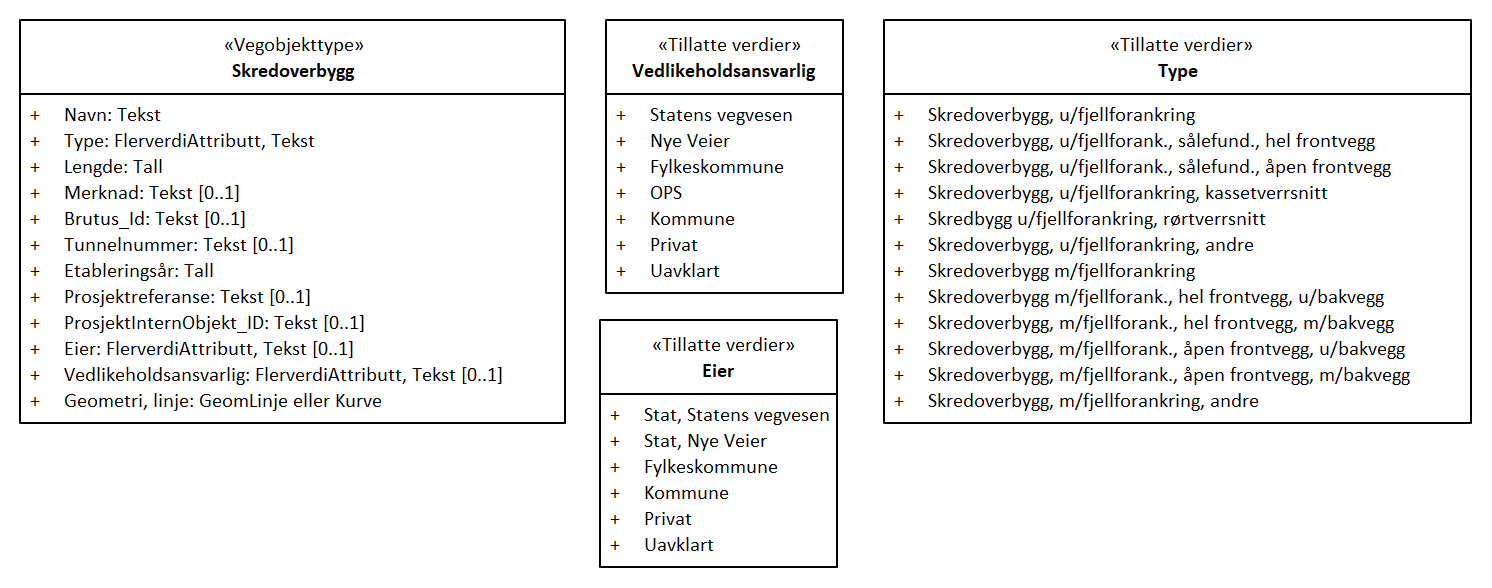 «Vegobjekttype»
Skredoverbygg
+ Navn: Tekst
+ Type: FlerverdiAttributt, Tekst
+ Lengde: Tall
+ Merknad: Tekst [0..1]
+ Brutus_Id: Tekst [0..1]
+ Tunnelnummer: Tekst [0..1]
+ Etableringsår: Tall
+ Prosjektreferanse: Tekst [0..1]
+ ProsjektInternObjekt_ID: Tekst [0..1]
+ Eier: FlerverdiAttributt, Tekst [0..1]
+ Vedlikeholdsansvarlig: FlerverdiAttributt, Tekst [0..1]
+ Geometri, linje: GeomLinje eller Kurve
«Tillatte verdier»
Vedlikeholdsansvarlig
+ Statens vegvesen
+ Nye Veier
+ Fylkeskommune
+ OPS
+ Kommune
+ Privat
+ Uavklart
«Tillatte verdier»
Eier
+ Stat, Statens vegvesen
+ Stat, Nye Veier
+ Fylkeskommune
+ Kommune
+ Privat
+ Uavklart
«Tillatte verdier»
Type
+ Skredoverbygg, u/fjellforankring
+ Skredoverbygg, u/fjellforank., sålefund., hel frontvegg
+ Skredoverbygg, u/fjellforank., sålefund., åpen frontvegg
+ Skredoverbygg, u/fjellforankring, kassetverrsnitt
+ Skredbygg u/fjellforankring, rørtverrsnitt
+ Skredoverbygg, u/fjellforankring, andre
+ Skredoverbygg m/fjellforankring
+ Skredoverbygg m/fjellforank., hel frontvegg, u/bakvegg
+ Skredoverbygg, m/fjellforank., hel frontvegg, m/bakvegg
+ Skredoverbygg, m/fjellforank., åpen frontvegg, u/bakvegg
+ Skredoverbygg, m/fjellforank., åpen frontvegg, m/bakvegg
+ Skredoverbygg, m/fjellforankring, andre